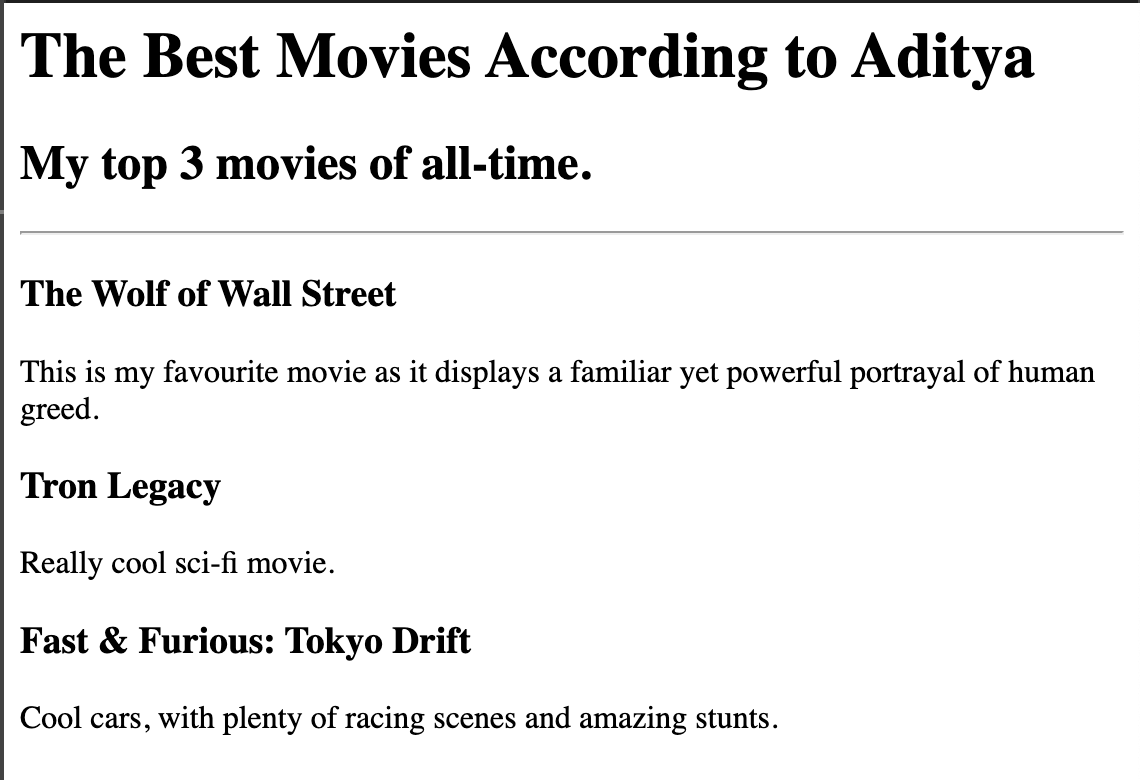 The Best Movies According to Aditya
My top 3 movies of all-time.
The Wolf of Wall Street
This is my favourite movie as it displays a familiar yet powerful portrayal of human
greed.
Tron Legacy
Really cool sci-fi movie.
Fast & Furious: Tokyo Drift
Cool cars, with plenty of racing scenes and amazing stunts.